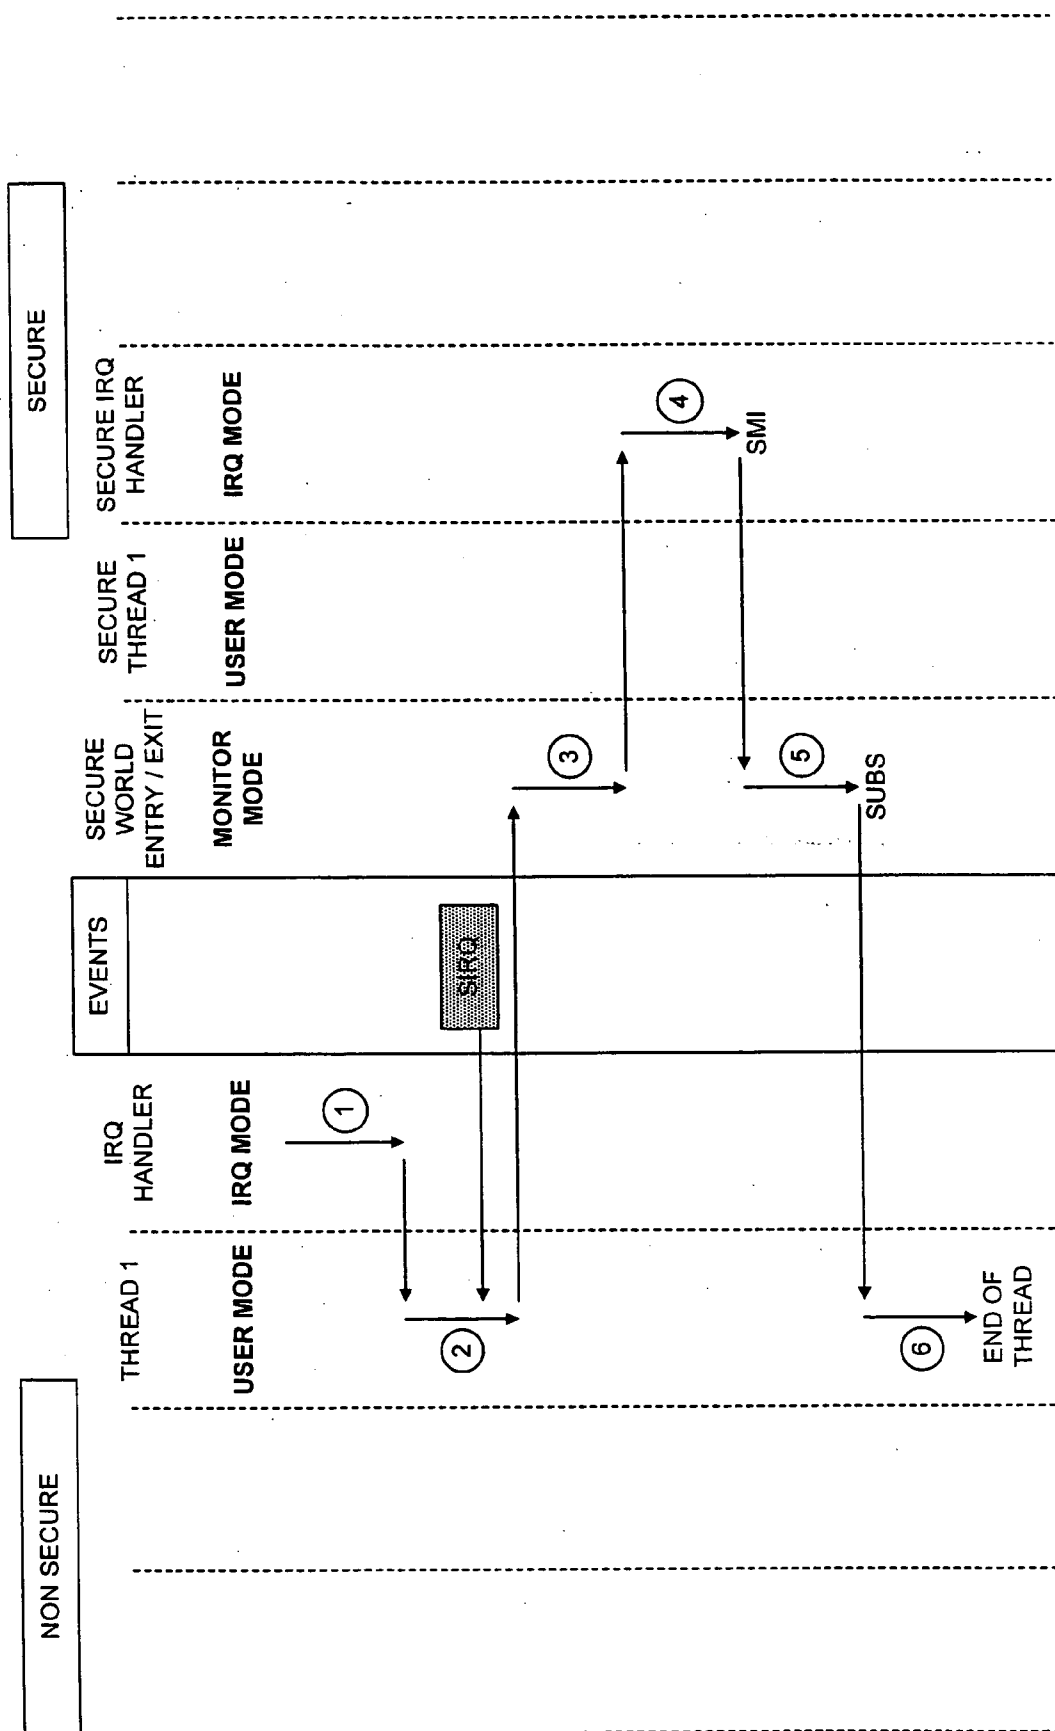 NON SECURE
SECURE
THREAD 1
USER MODE
IRQ
HANDLER
IRQ MODE
EVENTS
SECURE
WORLD
ENTRY / EXIT
MONITOR
MODE
SECURE
THREAD 1
USER MODE
SECURE IRQ
HANDLER
IRQ MODE
1
2
SIRQ
3
4
SMI
5
SUBS
6
END OF
THREAD